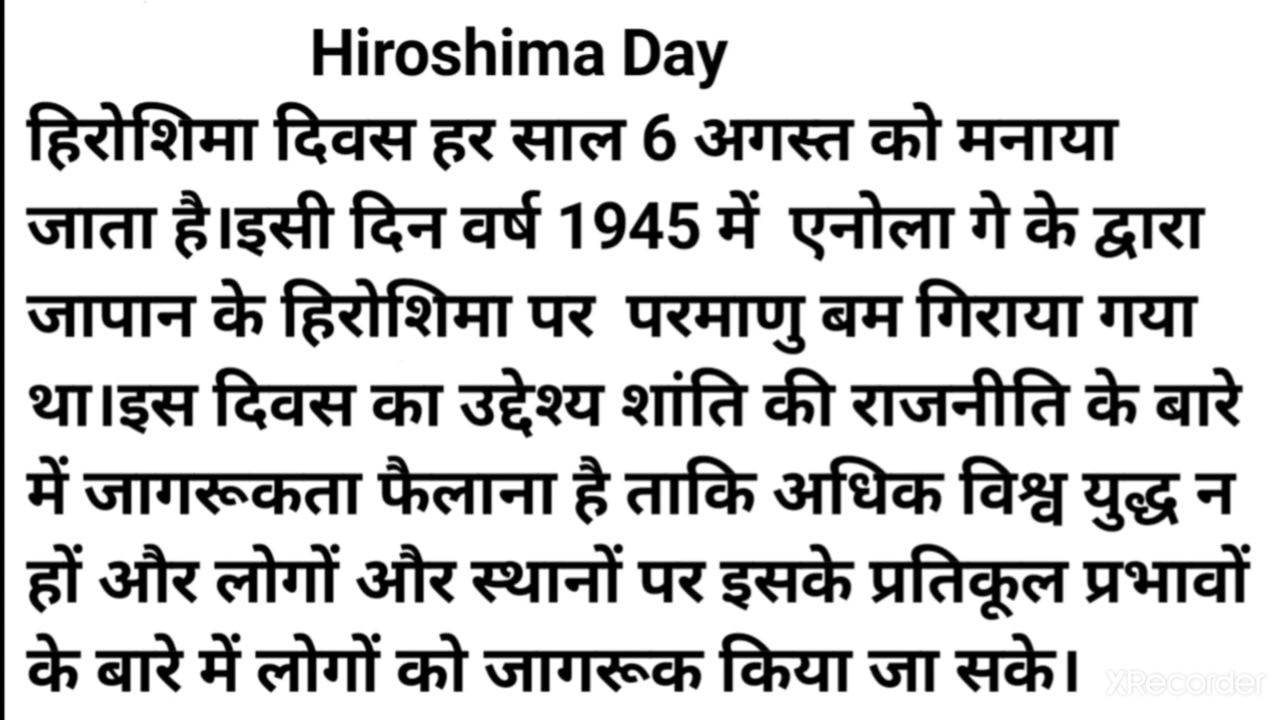 Hiroshima Day
हिरोशिमा दिवस हर साल 6 अगस्त को मनाया
जाता है।इसी दिन वर्ष 1945 में एनोला गे के द्वारा
जापान के हिरोशिमा पर परमाणु बम गिराया गया
था।इस दिवस का उद्देश्य शांति की राजनीति के बारे
में जागरूकता फैलाना है ताकि अधिक विश्व युद्ध न
हों और लोगों और स्थानों पर इसके प्रतिकूल प्रभावों
के बारे में लोगों को जागरूक किया जा सके।
XRecorder